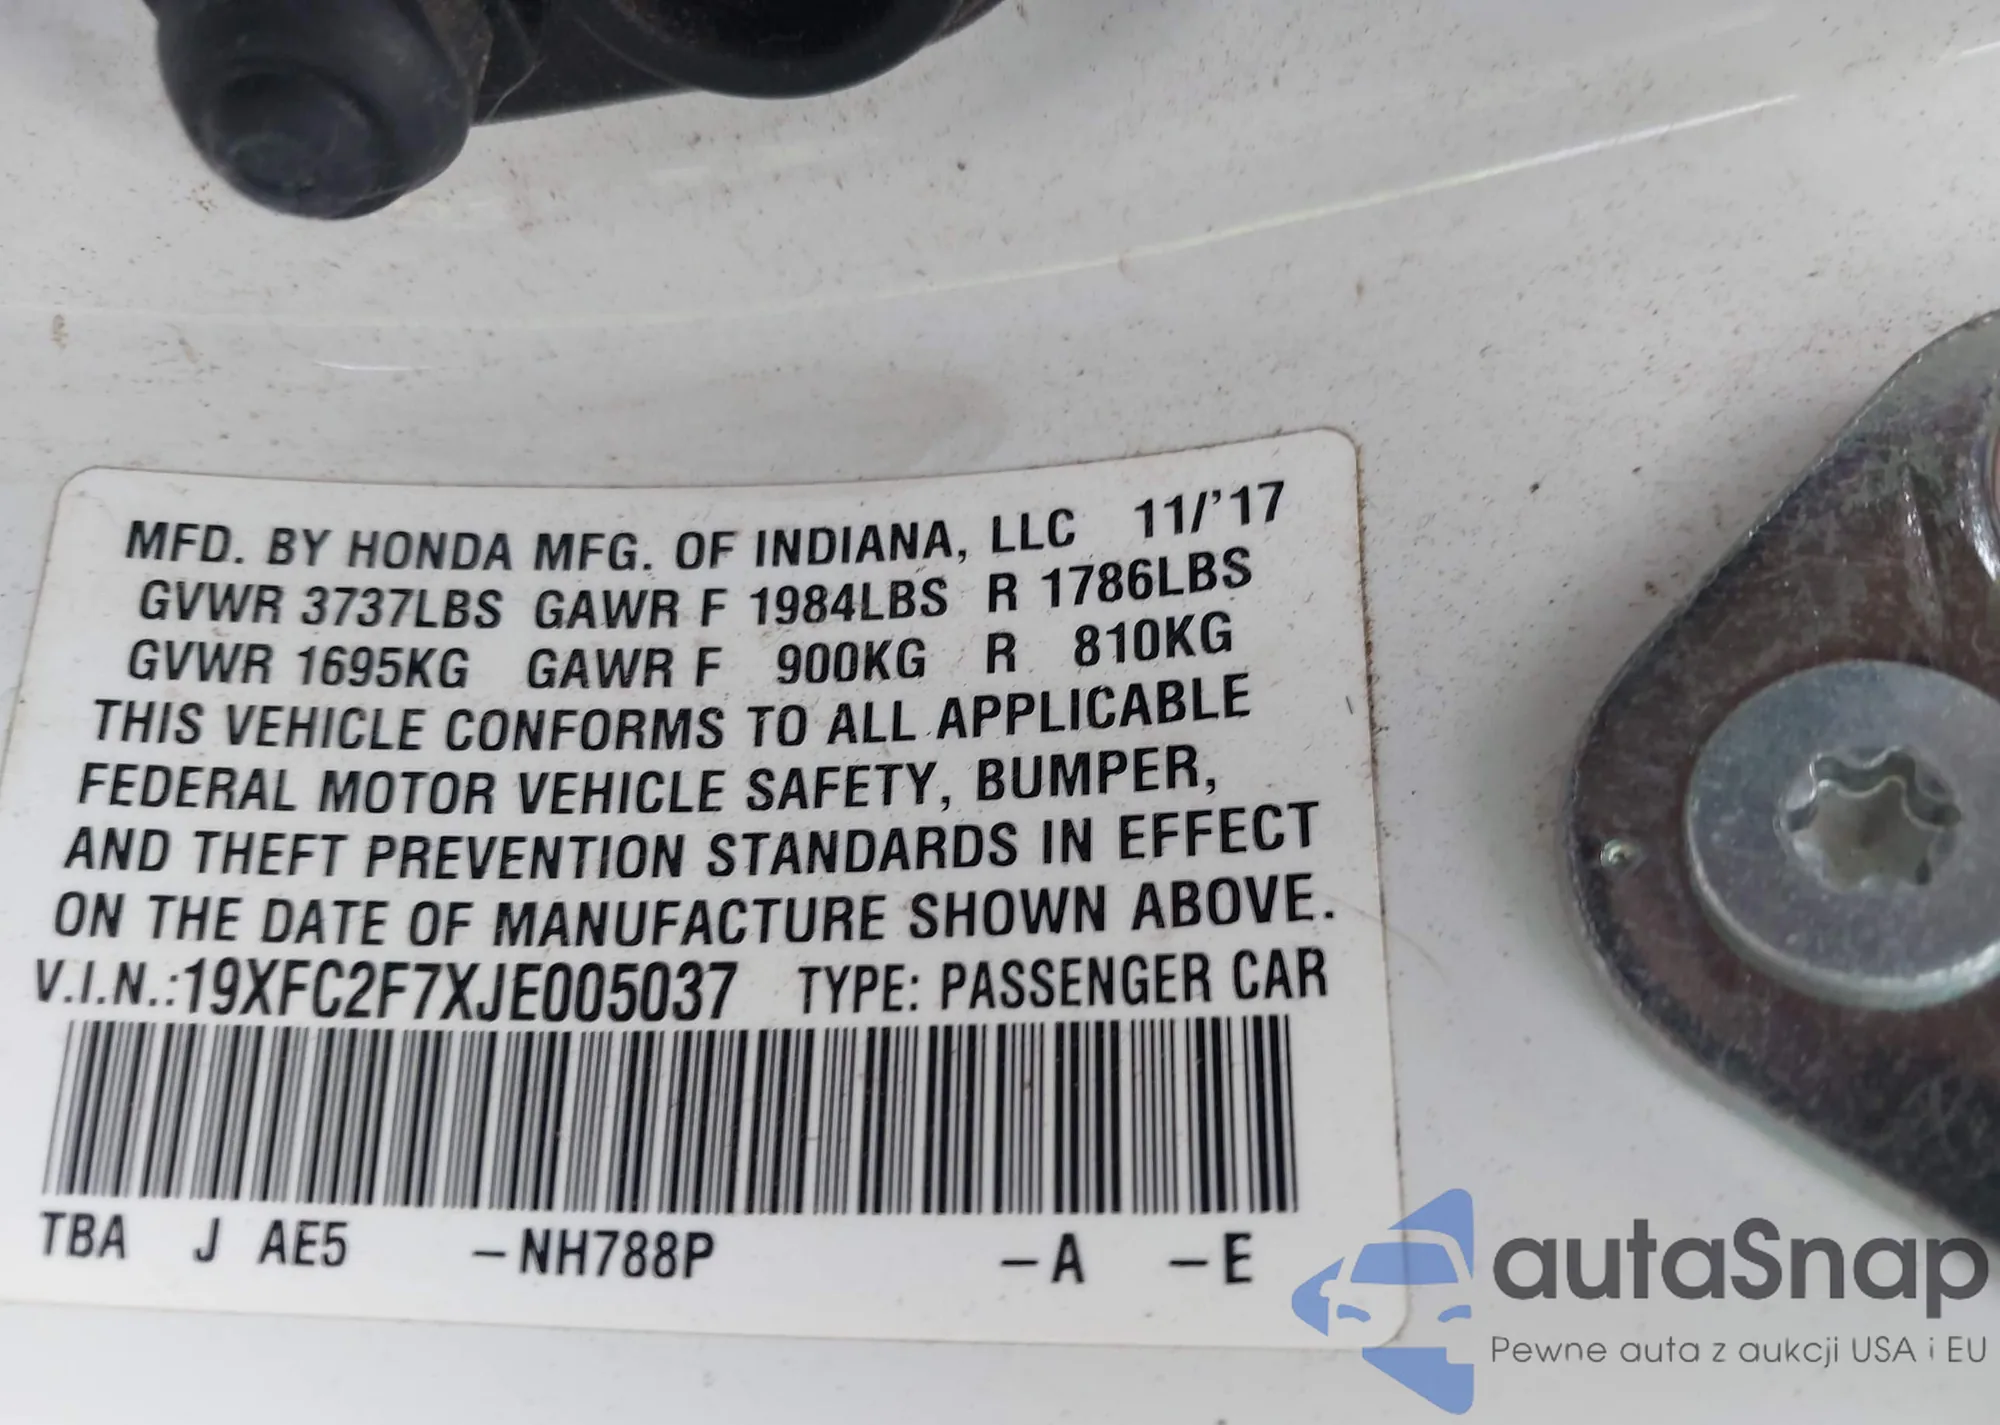 MFD. BY HONDA MFG. OF INDIANA, LLC 11/'17
GVWR 3737LBS GAWR F 1984LBS R 1786LBS
GVWR 1695KG GAWR F 900KG R 810KG
THIS VEHICLE CONFORMS TO ALL APPLICABLE
FEDERAL MOTOR VEHICLE SAFETY, BUMPER,
AND THEFT PREVENTION STANDARDS IN EFFECT
ON THE DATE OF MANUFACTURE SHOWN ABOVE.
V.I.N.:19XFC2F7XJE005037 TYPE: PASSENGER CAR
TBA J AE5 –NH788P –A –E
autaSnap
Pewne auta z aukcji USA i EU